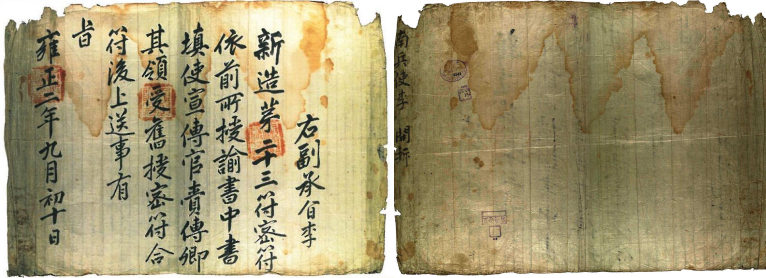 右副承旨李
新造苐二十三符密符
依前所授諭書中書
填使宣傳官賫傳卿
其領受舊授密符合
符後上送事有
旨
雍正二年九月初十日
南兵使李 開拆